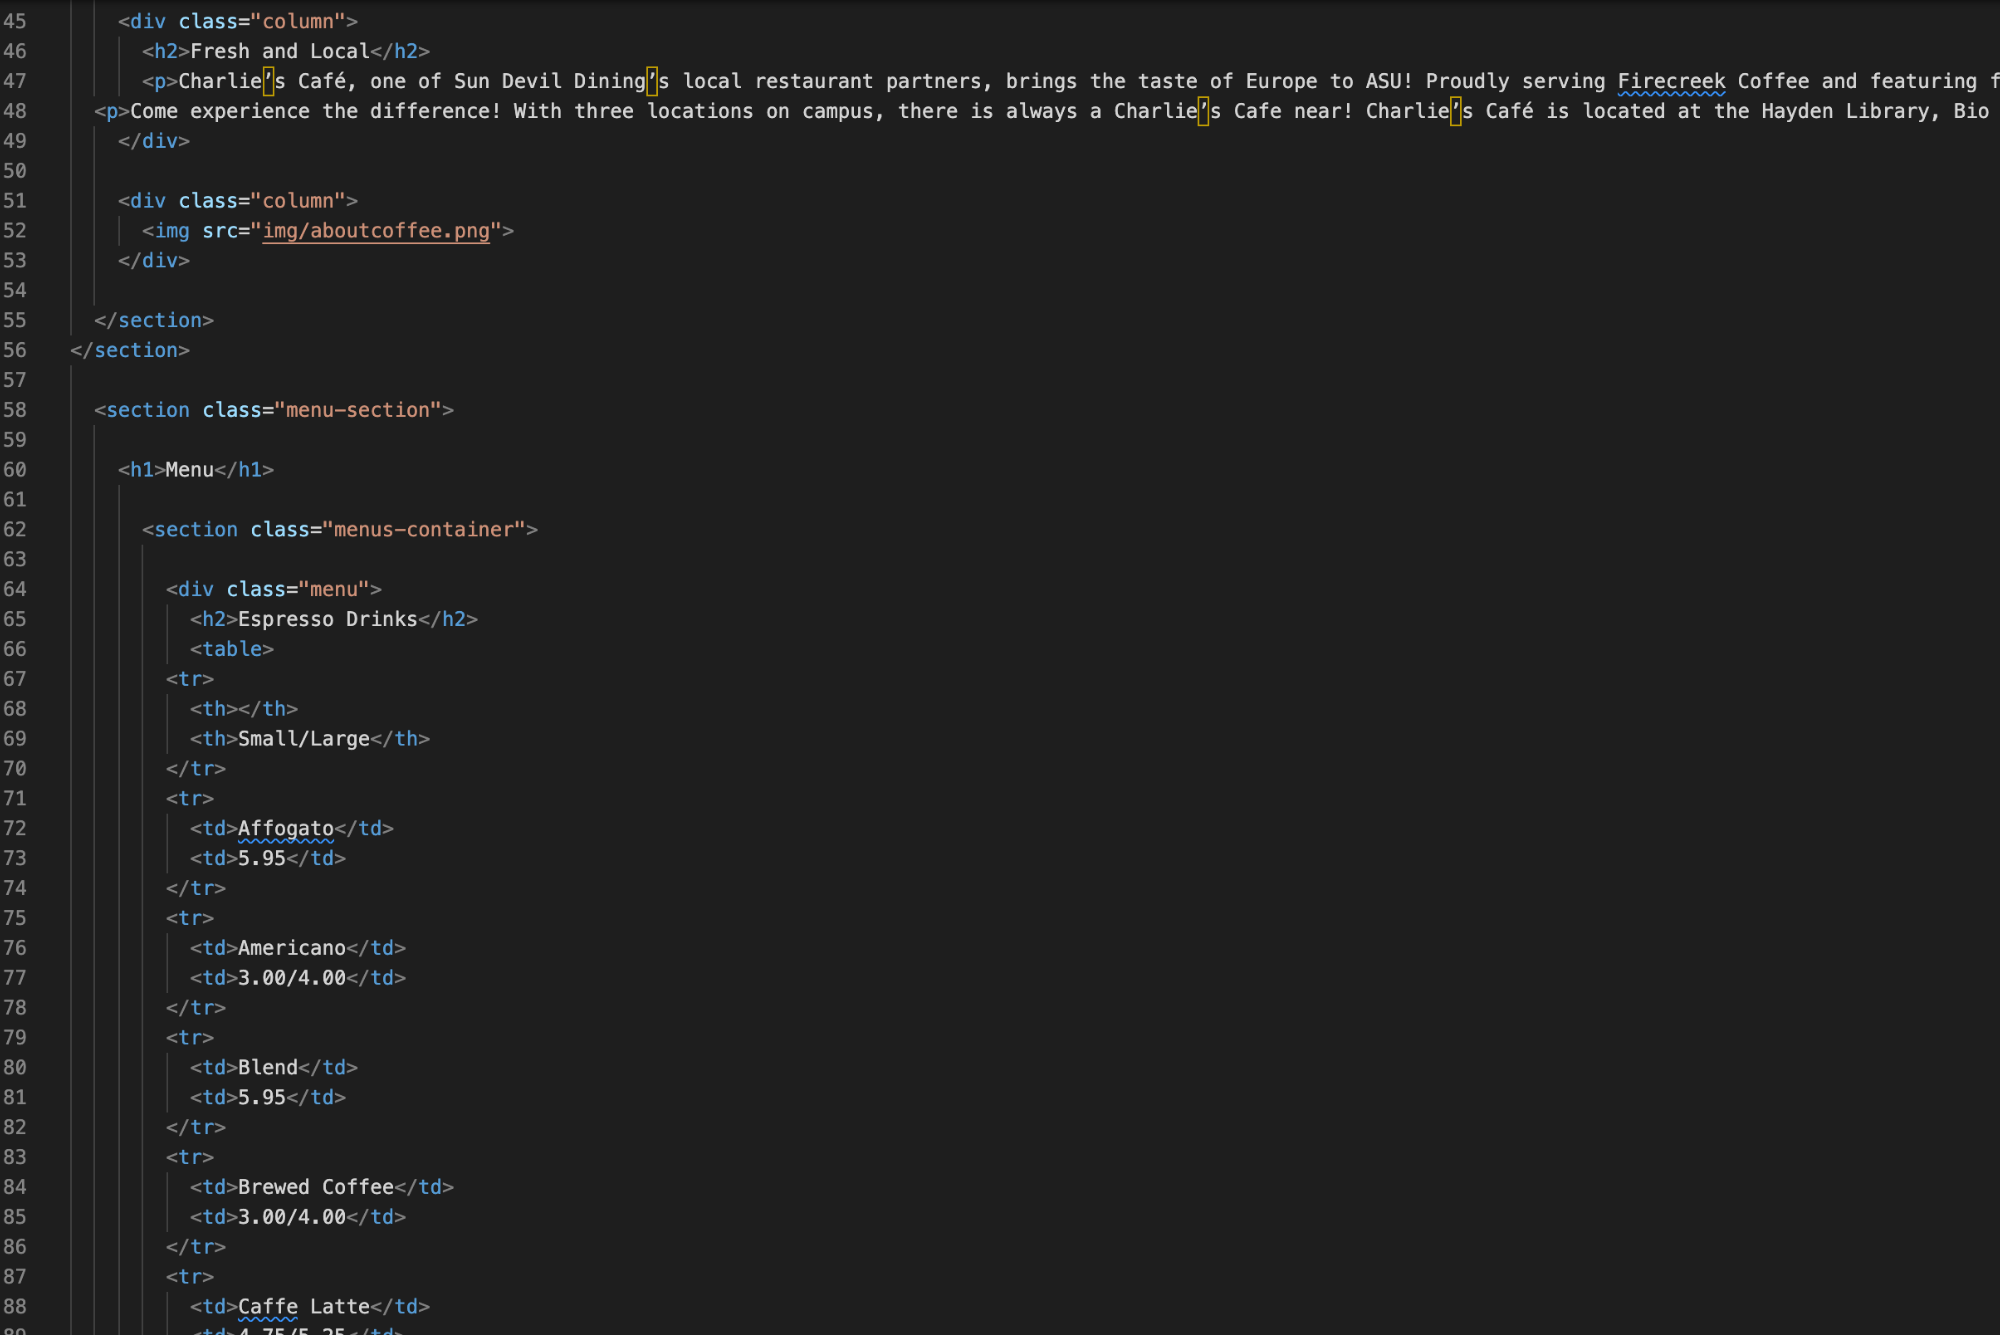 45 <div class="column">
46 <h2>Fresh and Local</h2>
47 <p>Charlie’s Café, one of Sun Devil Dining’s local restaurant partners, brings the taste of Europe to ASU! Proudly serving Firecreek Coffee and featuring f
48 <p>Come experience the difference! With three locations on campus, there is always a Charlie’s Cafe near! Charlie’s Café is located at the Hayden Library, Bio
49 </div>
50
51 <div class="column">
52 <img src="img/aboutcoffee.png">
53 </div>
54
55 </section>
56 </section>
57
58 <section class="menu-section">
59
60 <h1>Menu</h1>
61
62 <section class="menus-container">
63
64 <div class="menu">
65 <h2>Espresso Drinks</h2>
66 <table>
67 <tr>
68 <th></th>
69 <th>Small/Large</th>
70 </tr>
71 <tr>
72 <td>Affogato</td>
73 <td>5.95</td>
74 </tr>
75 <tr>
76 <td>Americano</td>
77 <td>3.00/4.00</td>
78 </tr>
79 <tr>
80 <td>Blend</td>
81 <td>5.95</td>
82 </tr>
83 <tr>
84 <td>Brewed Coffee</td>
85 <td>3.00/4.00</td>
86 </tr>
87 <tr>
88 <td>Caffe Latte</td>
89 <td>4.75/5.25</td>